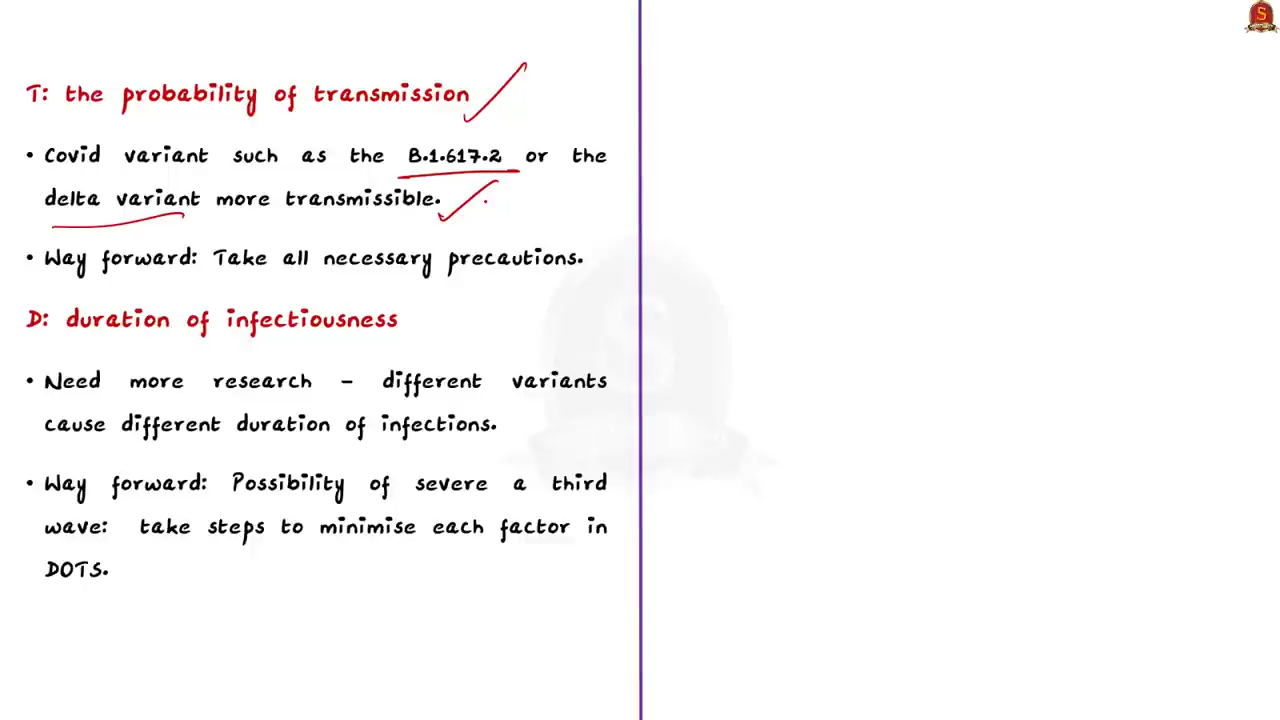 T: the probability of transmission
• Covid variant such as the B.1.617.2 or the
delta variant more transmissible.
• Way forward: Take all necessary precautions.
D: duration of infectiousness
• Need more research – different variants
cause different duration of infections.
• Way forward: Possibility of severe a third
wave: take steps to minimise each factor in
DOTS.
S